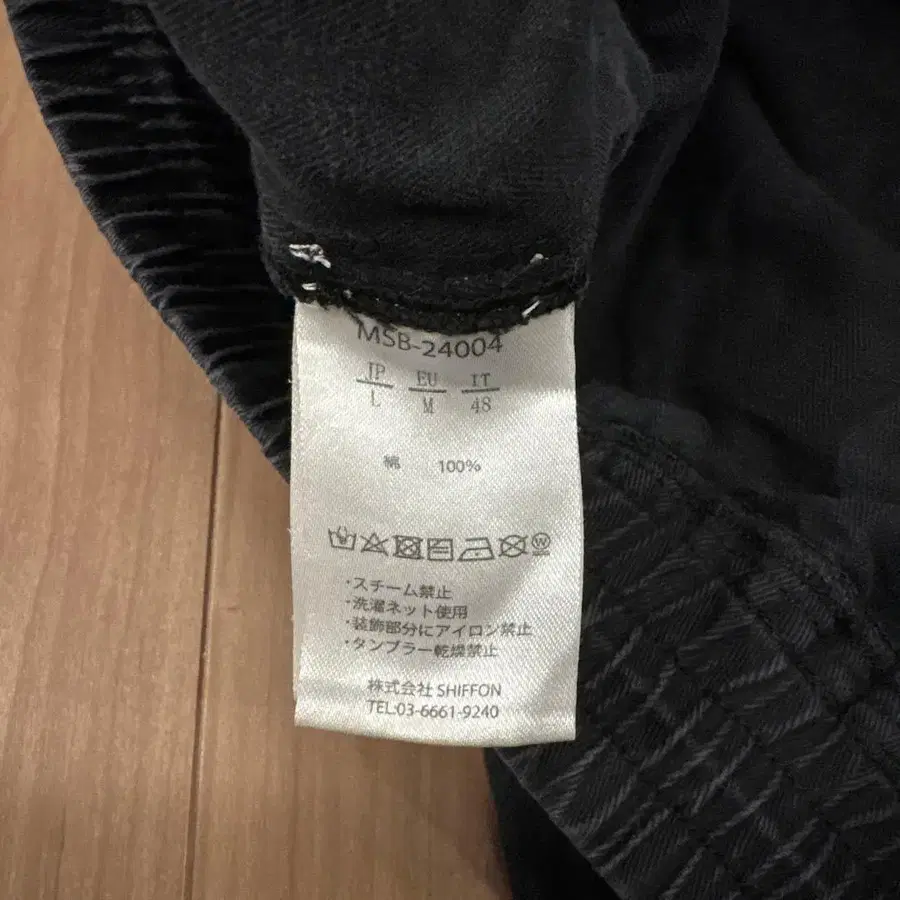 MSB-24004
JP EU IT
L M 48
綿 100%
W
・スチーム禁止
・洗濯ネット使用
・装飾部分にアイロン禁止
・タンブラー乾燥禁止
株式会社 SHIFFON
TEL:03-6661-9240